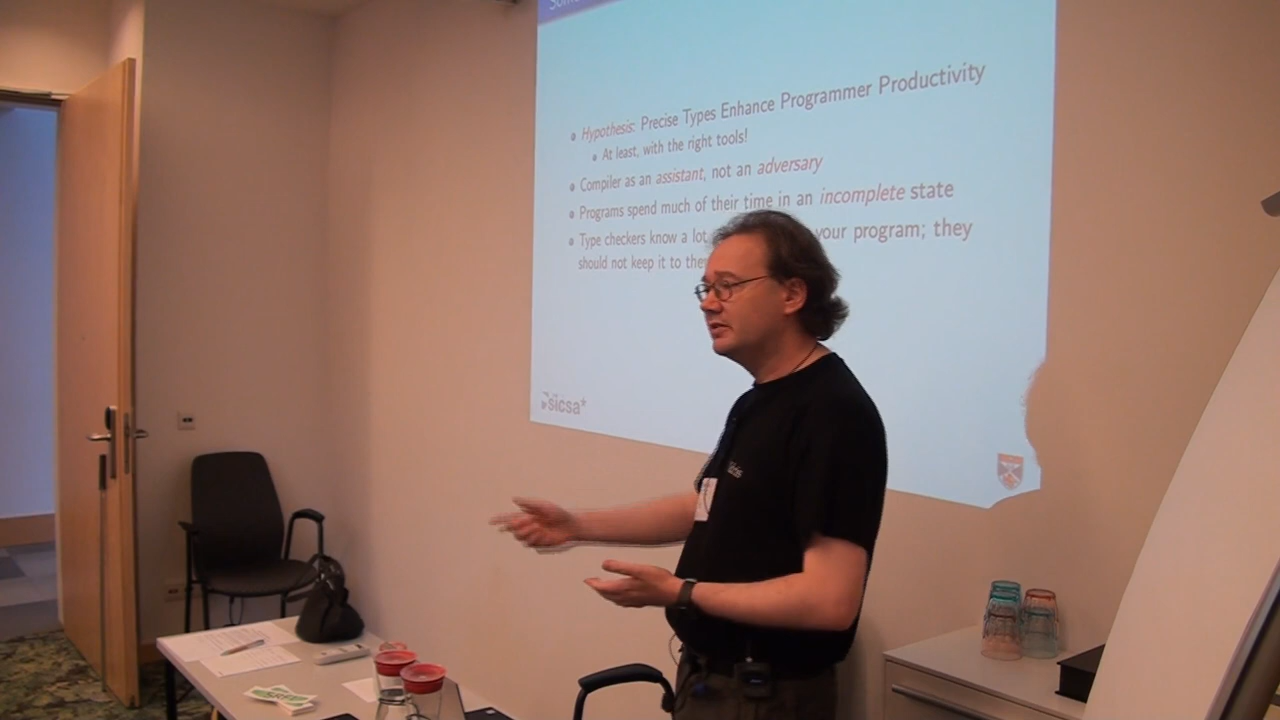 Hypothesis: Precise Types Enhance Programmer Productivity
At least, with the right tools!
Compiler as an assistant, not an adversary
Programs spend much of their time in an incomplete state
Type checkers know a lot your program; they
should not keep it to
sicsa*